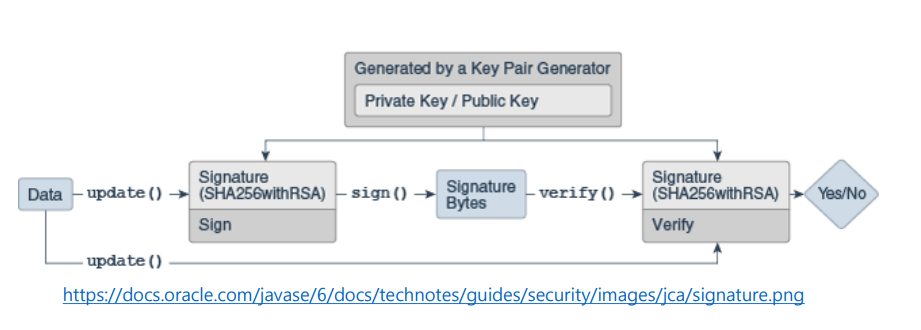 Generated by a Key Pair Generator
Private Key / Public Key
Data
update()
Signature
(SHA256withRSA)
Sign
sign()
Signature
Bytes
verify()
Signature
(SHA256withRSA)
Verify
Yes/No
update()
https://docs.oracle.com/javase/6/docs/technotes/guides/security/images/jca/signature.png